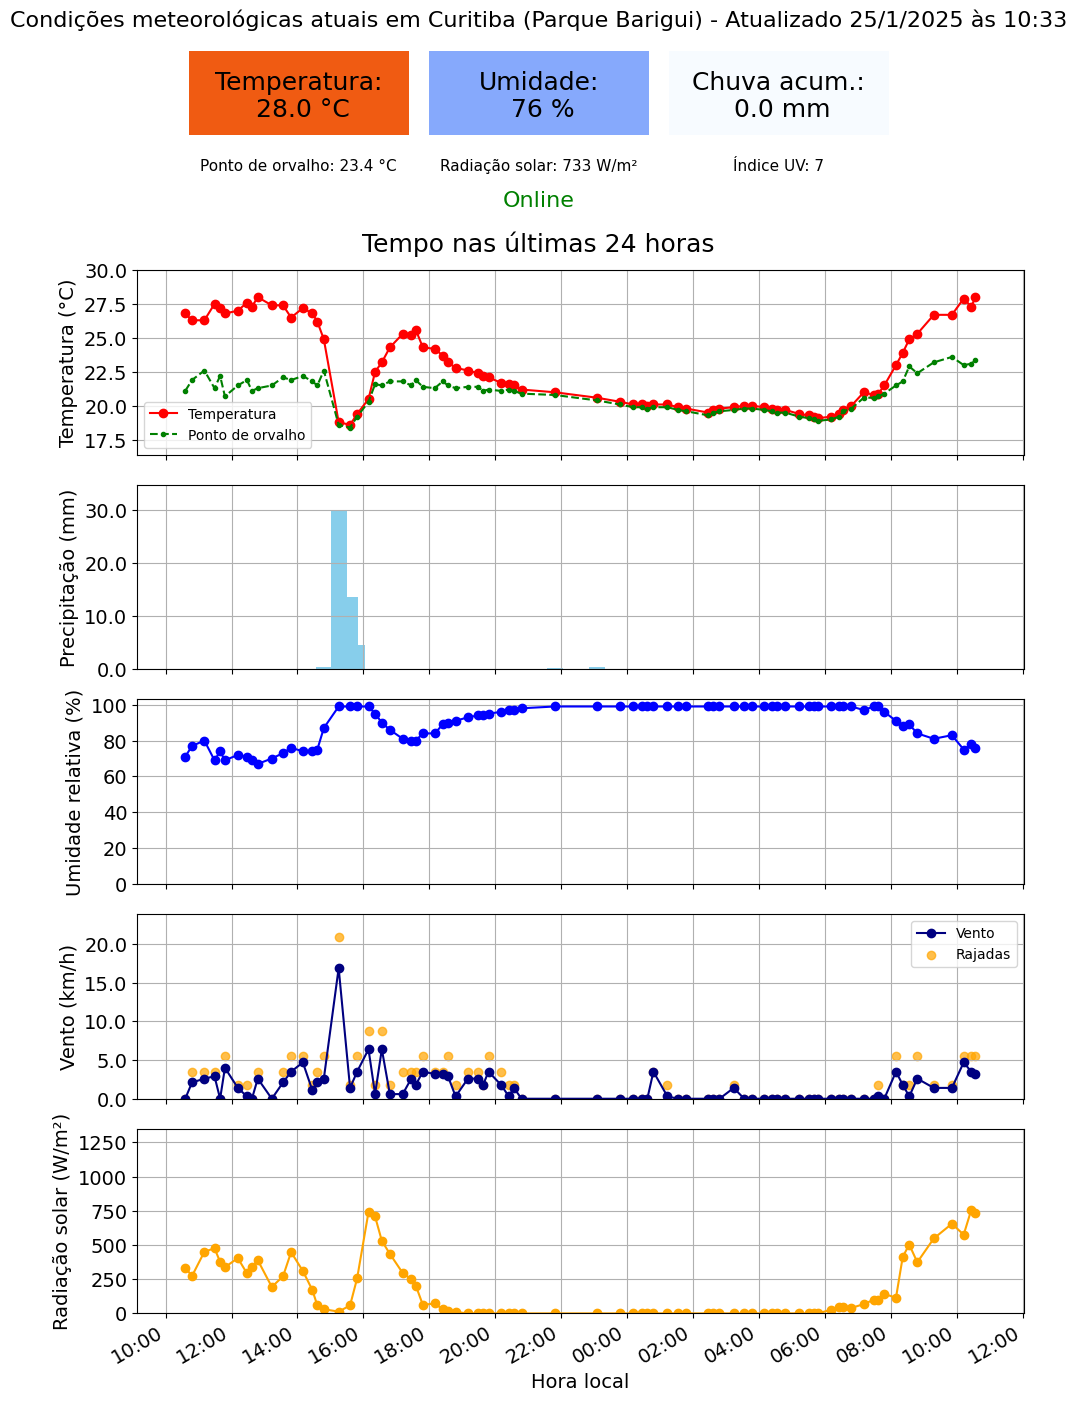 Condições meteorológicas atuais em Curitiba (Parque Barigui) - Atualizado 25/1/2025 às 10:33
Temperatura:
28.0 °C
Umidade:
76 %
Chuva acum.:
0.0 mm
Ponto de orvalho: 23.4 °C
Radiação solar: 733 W/m²
Índice UV: 7
Online
Tempo nas últimas 24 horas
Temperatura (°C)
30.0
27.5
25.0
22.5
20.0
17.5
Temperatura
Ponto de orvalho
Precipitação (mm)
30.0
20.0
10.0
0.0
Umidade relativa (%)
100
80
60
40
20
0
Vento (km/h)
20.0
15.0
10.0
5.0
0.0
Vento
Rajadas
Radiação solar (W/m²)
1250
1000
750
500
250
0
10:00
12:00
14:00
16:00
18:00
20:00
22:00
00:00
02:00
04:00
06:00
08:00
10:00
12:00
Hora local